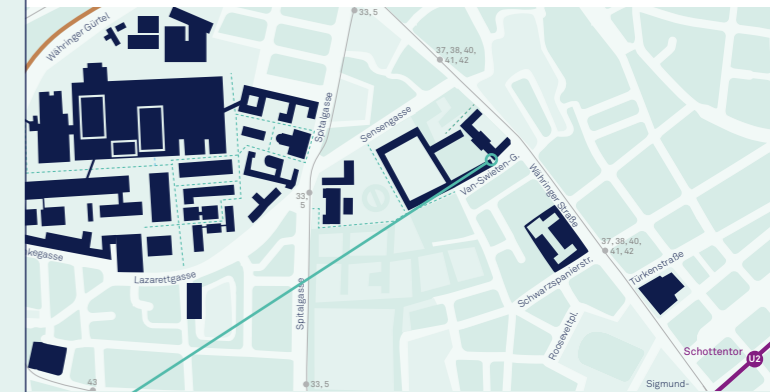 33, 5
Währinger Gürtel
37, 38, 40,
41, 42
Spitalgasse
Sensengasse
Van-Swieten-G.
Währinger Straße
33,
5
37, 38, 40,
41, 42
kegasse
Lazarettgasse
Türkenstraße
Schwarzspanierstr.
Spitalgasse
Rooseveltpl.
Schottentor
U2
43
33, 5
Sigmund-